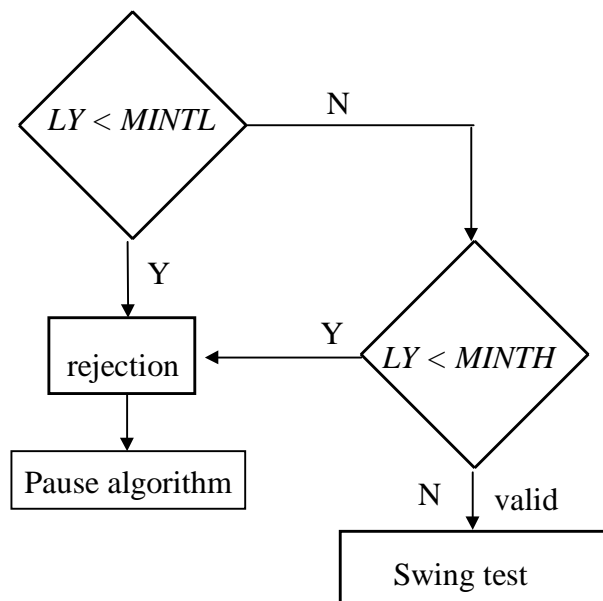 LY < MINTL
N
Y
rejection
Y
LY < MINTH
Pause algorithm
N
valid
Swing test